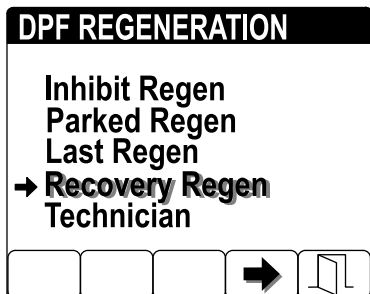 DPF REGENERATION
Inhibit Regen
Parked Regen
Last Regen
Recovery Regen
Technician